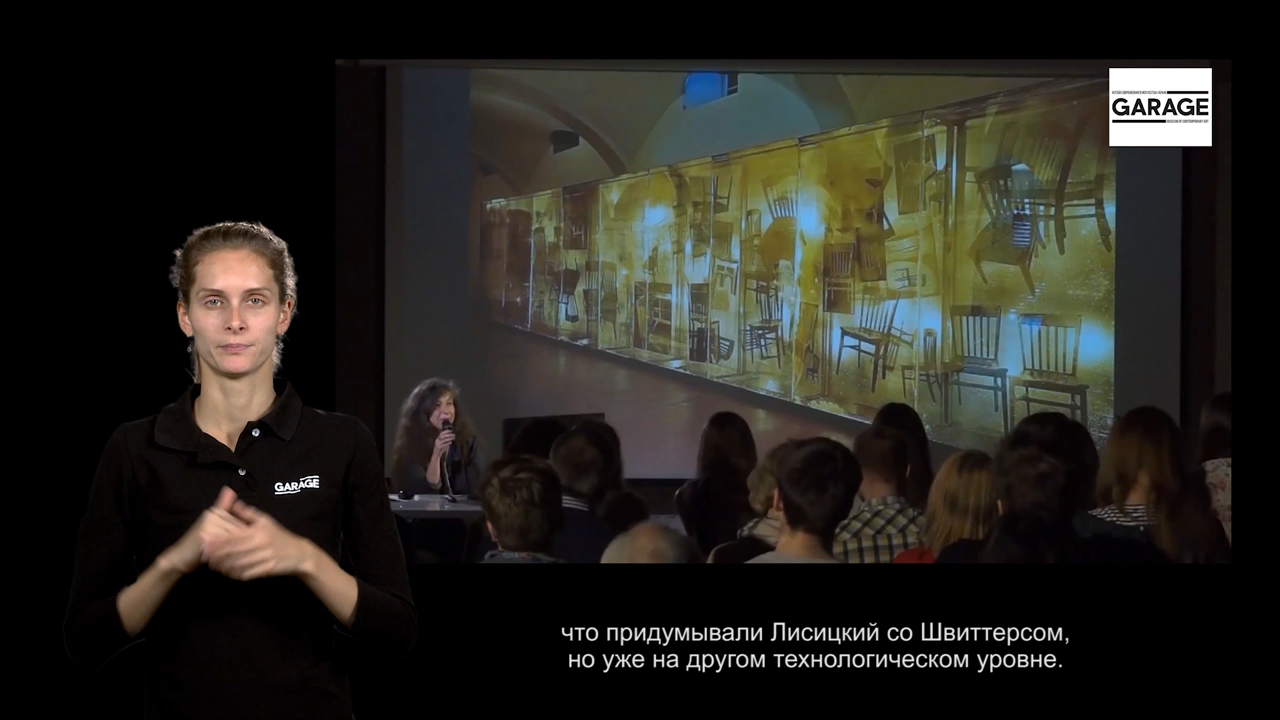 GARAGE
GARAGE
что придумывали Лисицкий со Швиттерсом,
но уже на другом технологическом уровне.